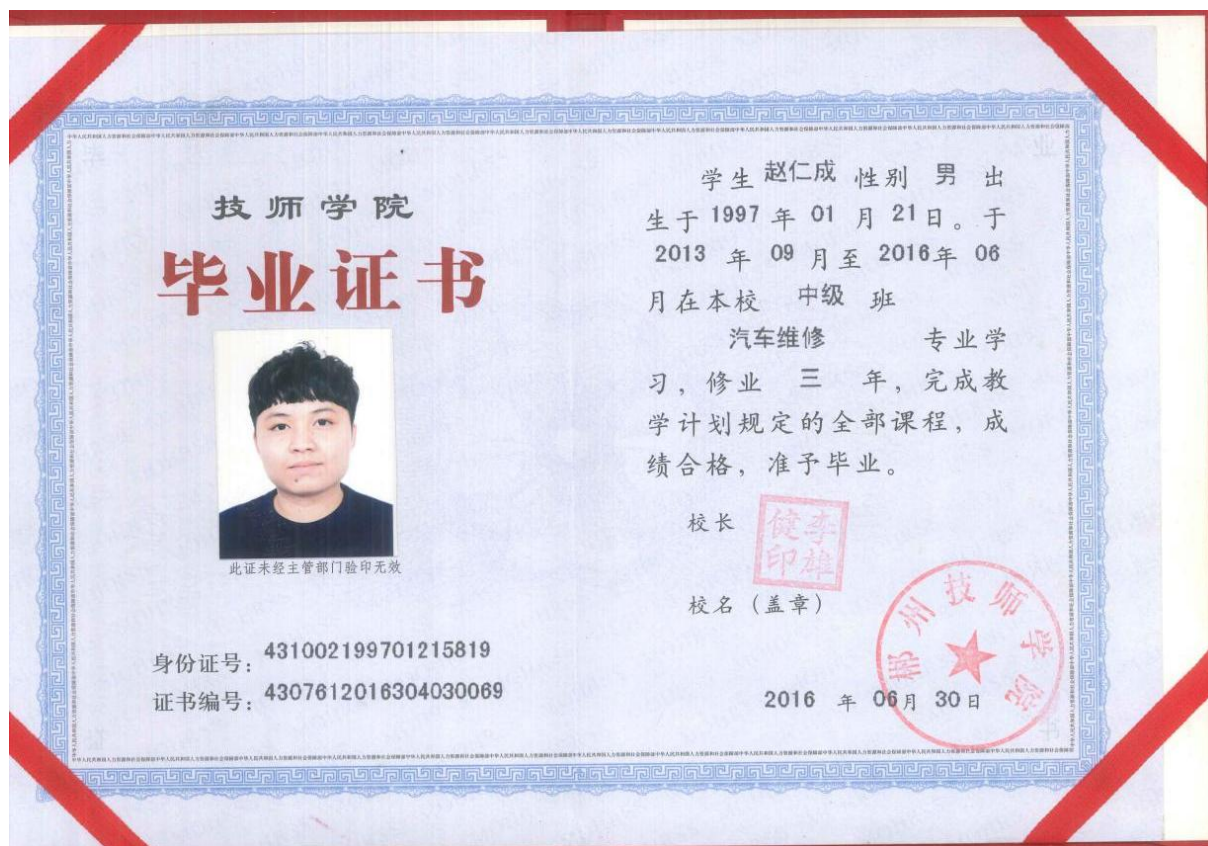 技师学院
毕业证书
此证未经主管部门验印无效
身份证号：431002199701215819
证书编号：4307612016304030069
学生 赵仁成 性别 男 出
生于 1997 年 01 月 21 日。于
2013 年 09 月至 2016 年 06
月在本校 中级 班
汽车维修 专业学
习，修业 三 年，完成教
学计划规定的全部课程，成
绩合格，准予毕业。
校长
李雄
健印
校名（盖章）
郴州技师学院
2016 年 06 月 30 日